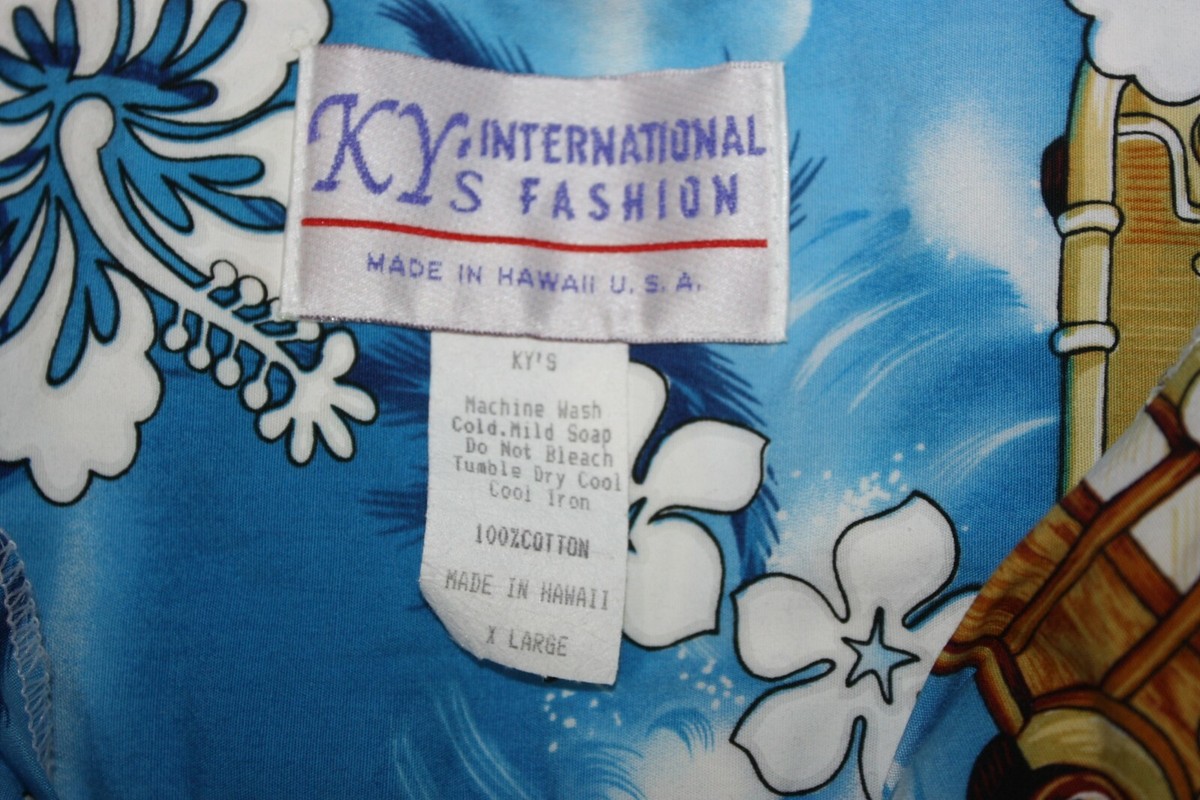 KY'S INTERNATIONAL
FASHION
MADE IN HAWAII U.S.A.
KY'S
Machine Wash
Cold.Mild Soap
Do Not Bleach
Tumble Dry Cool
Cool Iron
100%COTTON
MADE IN HAWAII
X LARGE